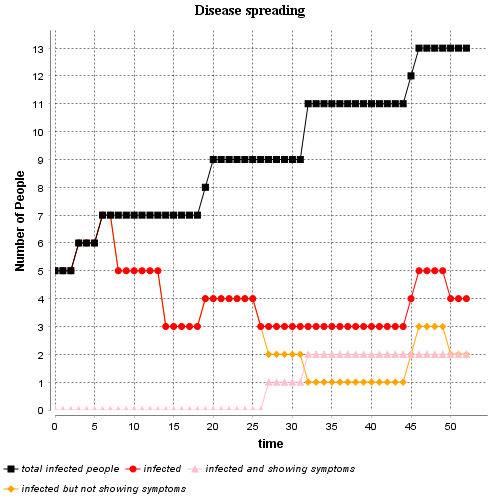 Disease spreading
Number of People
13
12
11
10
9
8
7
6
5
4
3
2
1
0
0 5 10 15 20 25 30 35 40 45 50
time
total infected people infected infected and showing symptoms
infected but not showing symptoms